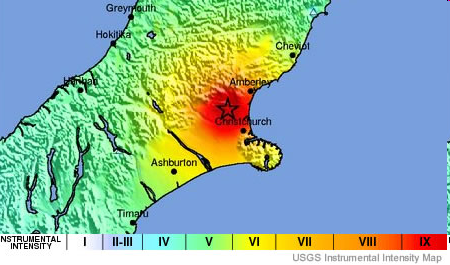 Greymouth
Hokitika
Cheviot
Harihari
Amberley
Christchurch
Ashburton
Timaru
INSTRUMENTAL INTENSITY I II-III IV V VI VII VIII IX
USGS Instrumental Intensity Map